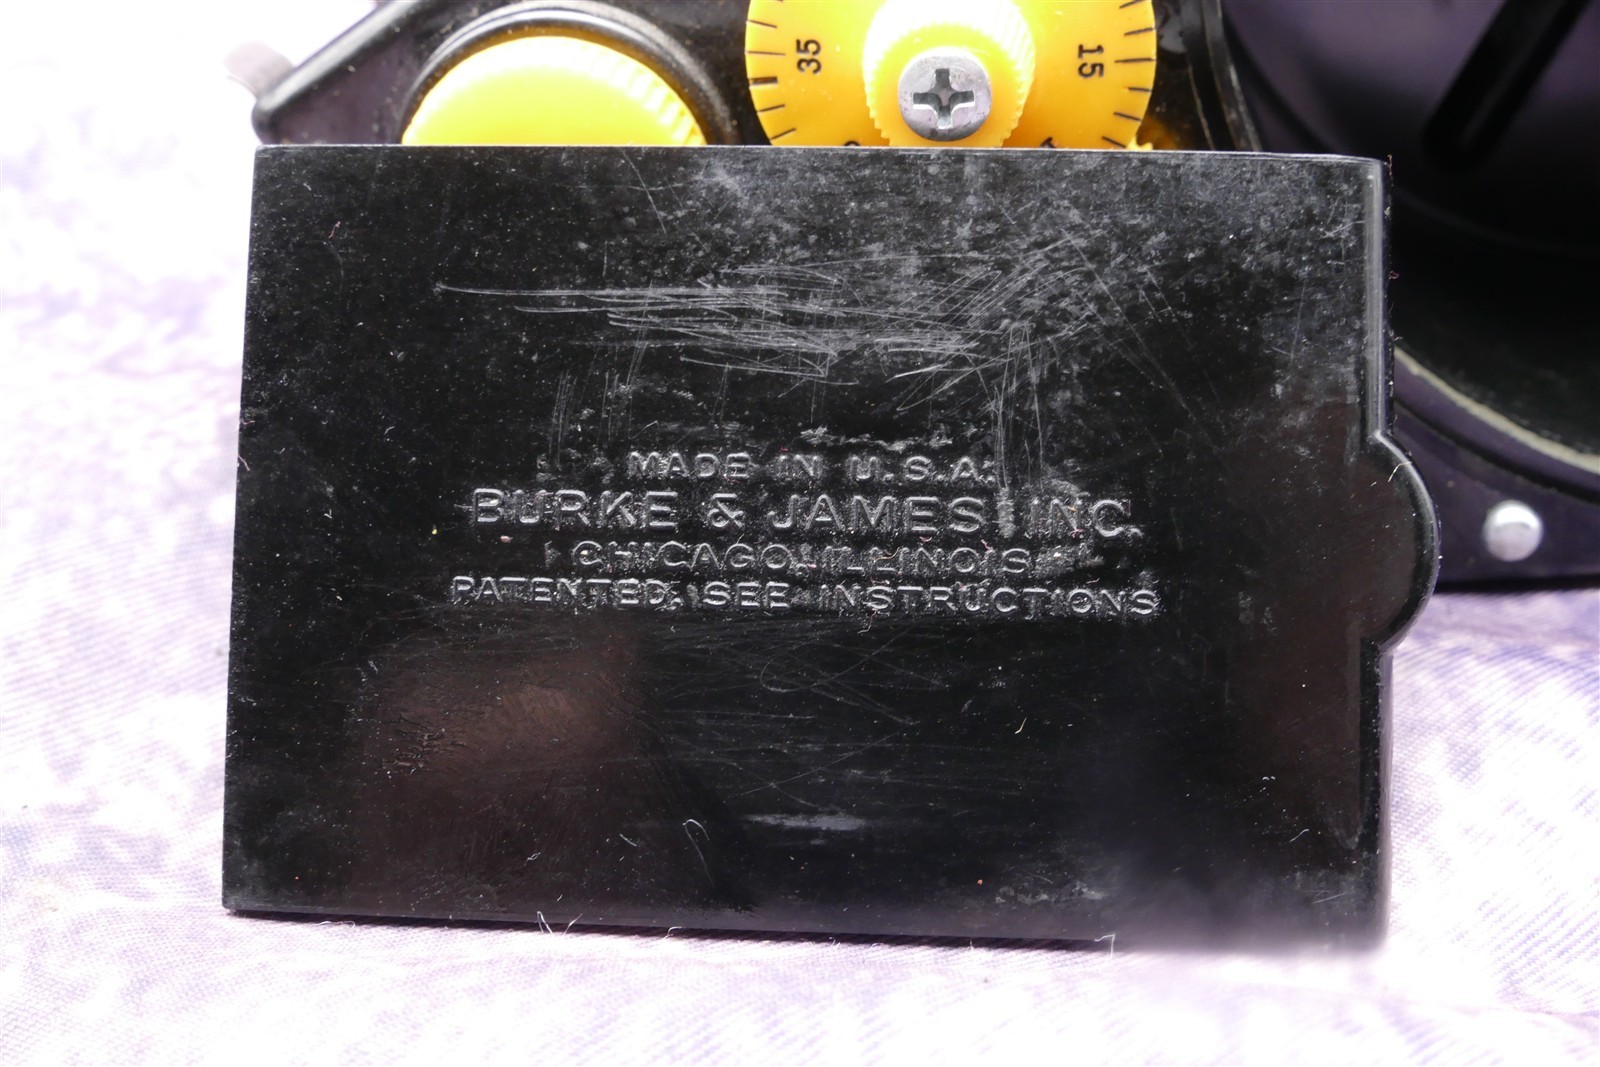 35 15
MADE IN U.S.A.
BURKE & JAMES INC.
CHICAGO, ILLINOIS
PATENTED, SEE INSTRUCTIONS